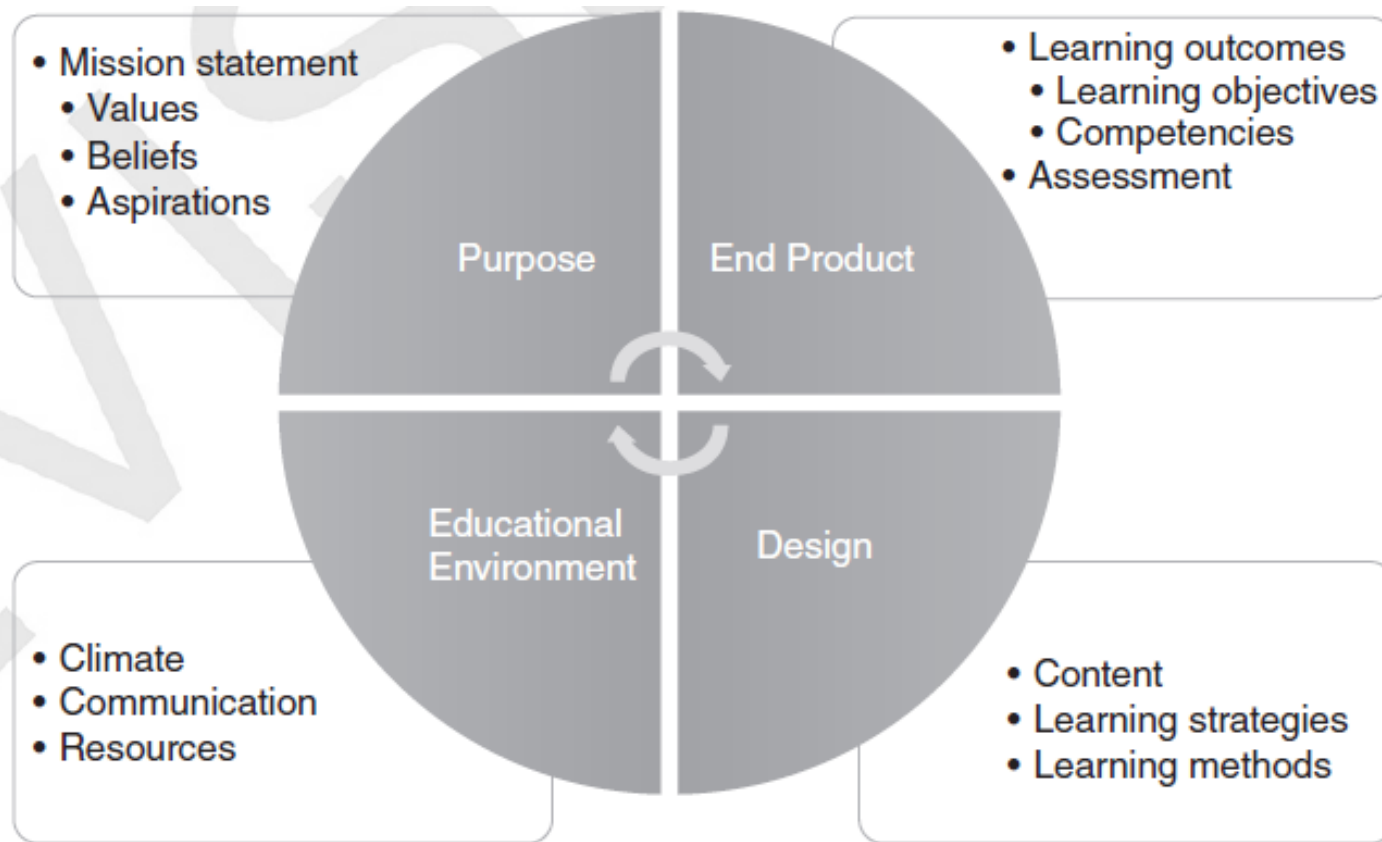 • Mission statement
• Values
• Beliefs
• Aspirations
• Learning outcomes
• Learning objectives
• Competencies
• Assessment
Purpose
End Product
Educational
Environment
Design
• Climate
• Communication
• Resources
• Content
• Learning strategies
• Learning methods